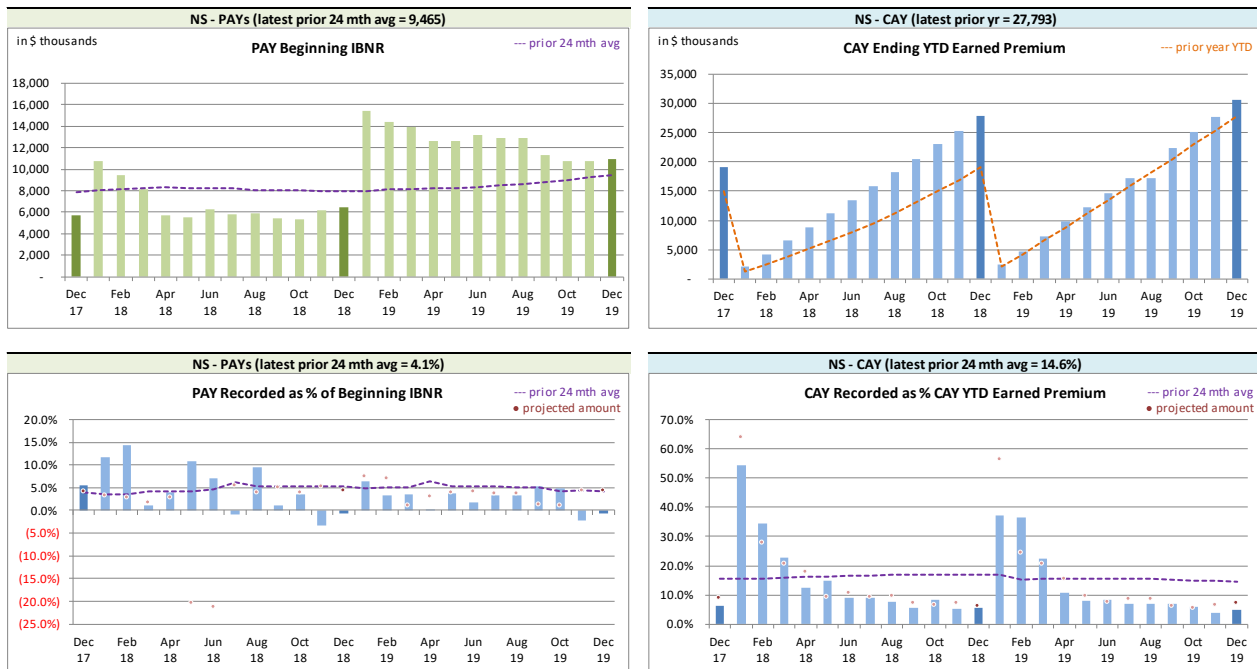 NS - PAYs (latest prior 24 mth avg = 9,465)
in $ thousands
PAY Beginning IBNR
--- prior 24 mth avg
18,000
16,000
14,000
12,000
10,000
8,000
6,000
4,000
2,000
-
Dec Feb Apr Jun Aug Oct Dec Feb Apr Jun Aug Oct Dec
17 18 18 18 18 18 18 19 19 19 19 19 19
NS - CAY (latest prior yr = 27,793)
in $ thousands
CAY Ending YTD Earned Premium
--- prior year YTD
35,000
30,000
25,000
20,000
15,000
10,000
5,000
-
Dec Feb Apr Jun Aug Oct Dec Feb Apr Jun Aug Oct Dec
17 18 18 18 18 18 18 19 19 19 19 19 19
NS - PAYs (latest prior 24 mth avg = 4.1%)
PAY Recorded as % of Beginning IBNR
--- prior 24 mth avg
• projected amount
20.0%
15.0%
10.0%
5.0%
0.0%
(5.0%)
(10.0%)
(15.0%)
(20.0%)
(25.0%)
Dec Feb Apr Jun Aug Oct Dec Feb Apr Jun Aug Oct Dec
17 18 18 18 18 18 18 19 19 19 19 19 19
NS - CAY (latest prior 24 mth avg = 14.6%)
CAY Recorded as % CAY YTD Earned Premium
--- prior 24 mth avg
• projected amount
70.0%
60.0%
50.0%
40.0%
30.0%
20.0%
10.0%
0.0%
Dec Feb Apr Jun Aug Oct Dec Feb Apr Jun Aug Oct Dec
17 18 18 18 18 18 18 19 19 19 19 19 19